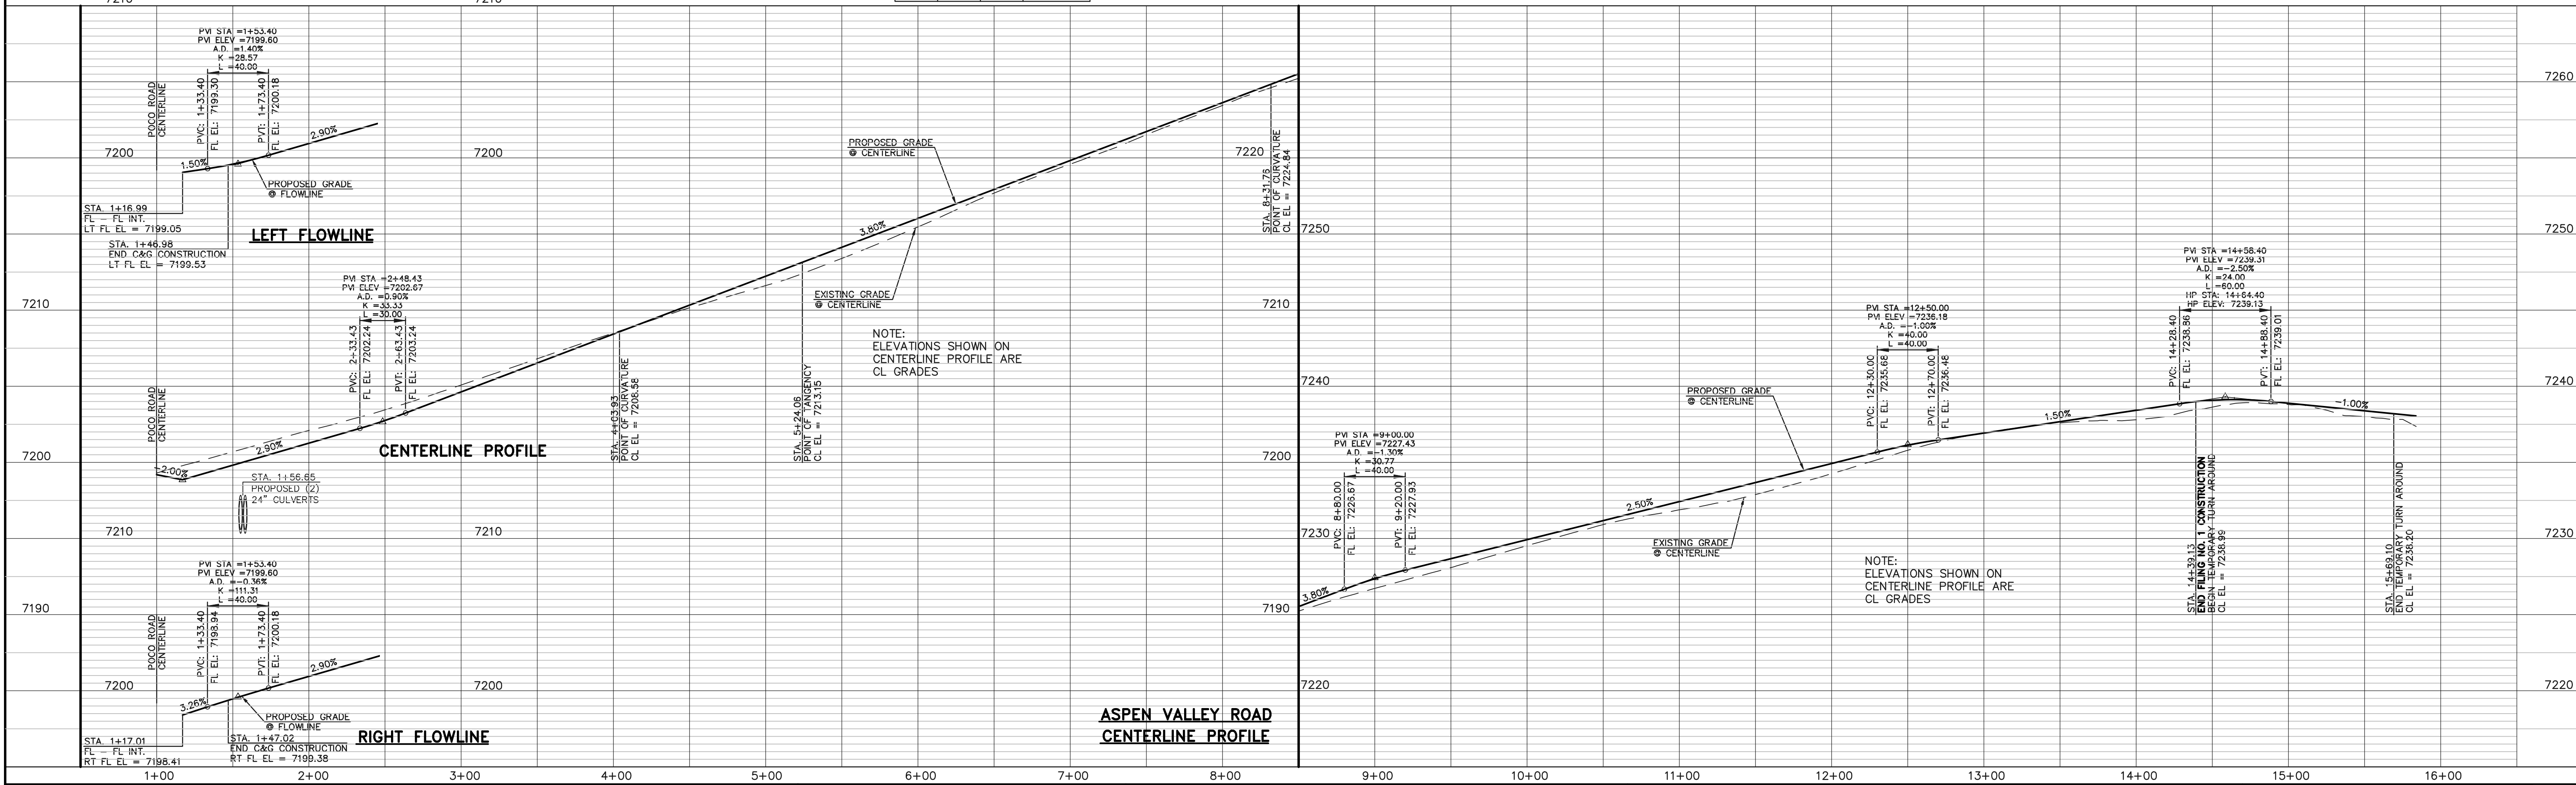 7210
7210
PVI STA =1+53.40
PVI ELEV =7199.60
A.D. =1.40%
K =28.57
L =40.00
POCO ROAD
CENTERLINE
PVC: 1+33.40
FL EL: 7199.30
PVT: 1+73.40
FL EL: 7200.18
7200
7200
1.50%
2.90%
PROPOSED GRADE
@ FLOWLINE
STA. 1+16.99
FL - FL INT.
LT FL EL = 7199.05
STA. 1+46.98
END C&G CONSTRUCTION
LT FL EL = 7199.53
LEFT FLOWLINE
PVI STA =2+48.43
PVI ELEV =7202.67
A.D. =0.90%
K =33.33
L =30.00
PVC: 2+33.43
FL EL: 7202.24
PVT: 2+63.43
FL EL: 7203.24
7210
7210
POCO ROAD
CENTERLINE
-2.00%
2.90%
7200
7200
CENTERLINE PROFILE
STA. 1+56.65
PROPOSED (2)
24" CULVERTS
STA. 4+03.93
POINT OF CURVATURE
CL EL = 7208.58
STA. 5+24.06
POINT OF TANGENCY
CL EL = 7213.15
3.80%
PROPOSED GRADE
@ CENTERLINE
EXISTING GRADE
@ CENTERLINE
NOTE:
ELEVATIONS SHOWN ON
CENTERLINE PROFILE ARE
CL GRADES
7220
STA. 8+31.76
POINT OF CURVATURE
CL EL = 7224.84
7210
7210
PVI STA =1+53.40
PVI ELEV =7199.60
A.D. =-0.36%
K =111.31
L =40.00
POCO ROAD
CENTERLINE
PVC: 1+33.40
FL EL: 7198.94
PVT: 1+73.40
FL EL: 7200.18
7190
7190
7200
7200
3.26%
2.90%
PROPOSED GRADE
@ FLOWLINE
STA. 1+17.01
FL - FL INT.
RT FL EL = 7198.41
STA. 1+47.02
END C&G CONSTRUCTION
RT FL EL = 7199.38
RIGHT FLOWLINE
ASPEN VALLEY ROAD
CENTERLINE PROFILE
7260
7250
7250
7240
7240
7230
7230
7220
7220
3.80%
PVI STA =9+00.00
PVI ELEV =7227.43
A.D. =-1.30%
K =30.77
L =40.00
PVC: 8+80.00
FL EL: 7226.67
PVT: 9+20.00
FL EL: 7227.93
2.50%
EXISTING GRADE
@ CENTERLINE
PROPOSED GRADE
@ CENTERLINE
PVI STA =12+50.00
PVI ELEV =7236.18
A.D. =-1.00%
K =40.00
L =40.00
PVC: 12+30.00
FL EL: 7235.68
PVT: 12+70.00
FL EL: 7236.48
1.50%
NOTE:
ELEVATIONS SHOWN ON
CENTERLINE PROFILE ARE
CL GRADES
PVI STA =14+58.40
PVI ELEV =7239.31
A.D. =-2.50%
K =24.00
L =60.00
HP STA: 14+64.40
HP ELEV: 7239.13
PVC: 14+28.40
FL EL: 7238.86
PVT: 14+88.40
FL EL: 7239.01
-1.00%
STA. 14+39.13
END FILING NO. 1 CONSTRUCTION
BEGIN TEMPORARY TURN AROUND
CL EL = 7238.99
STA. 15+69.10
END TEMPORARY TURN AROUND
CL EL = 7238.20
1+00
2+00
3+00
4+00
5+00
6+00
7+00
8+00
9+00
10+00
11+00
12+00
13+00
14+00
15+00
16+00